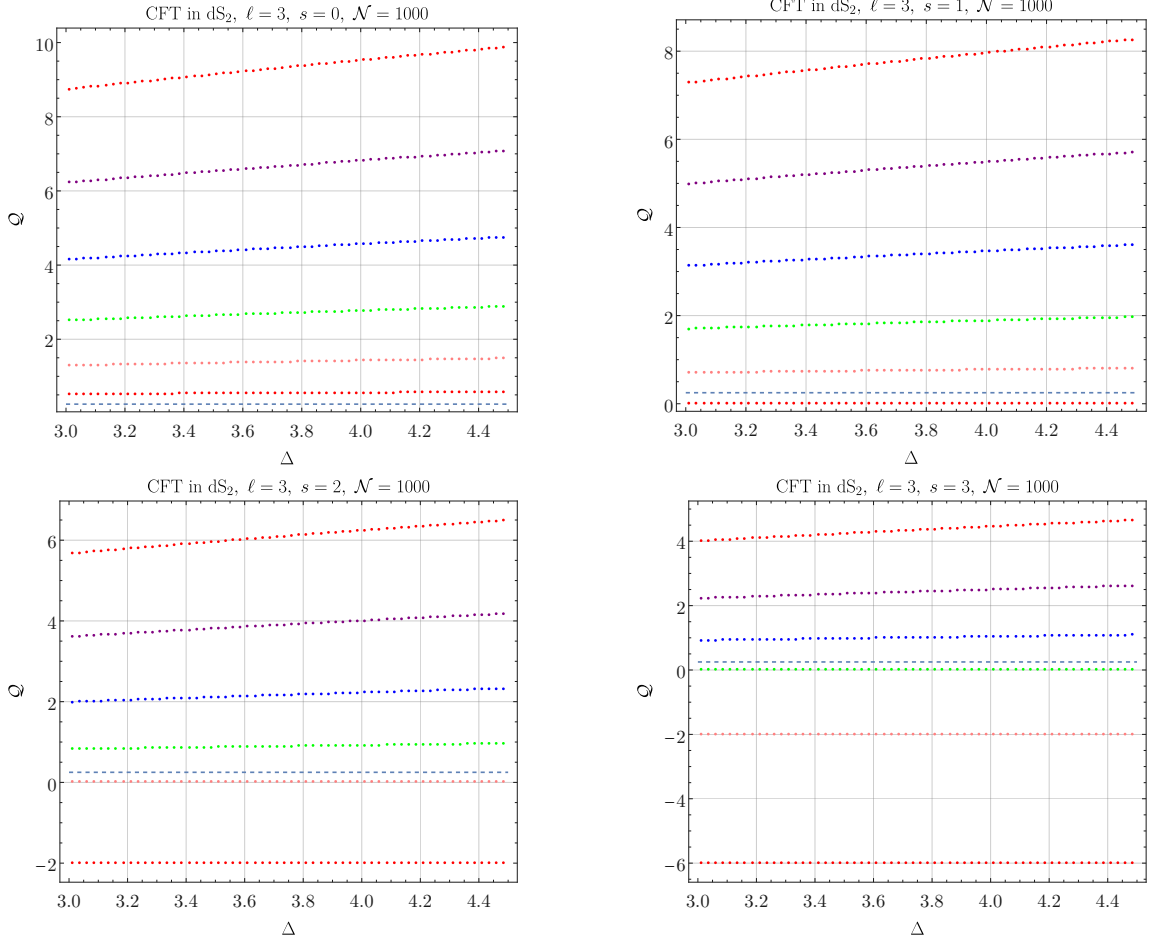 CFT in dS₂, ℓ = 3, s = 0, 𝒩 = 1000
10
8
6
4
2
𝒬
3.0 3.2 3.4 3.6 3.8 4.0 4.2 4.4
Δ
CFT in dS₂, ℓ = 3, s = 1, 𝒩 = 1000
8
6
4
2
0
𝒬
3.0 3.2 3.4 3.6 3.8 4.0 4.2 4.4
Δ
CFT in dS₂, ℓ = 3, s = 2, 𝒩 = 1000
6
4
2
0
−2
𝒬
3.0 3.2 3.4 3.6 3.8 4.0 4.2 4.4
Δ
CFT in dS₂, ℓ = 3, s = 3, 𝒩 = 1000
4
2
0
−2
−4
−6
𝒬
3.0 3.2 3.4 3.6 3.8 4.0 4.2 4.4
Δ